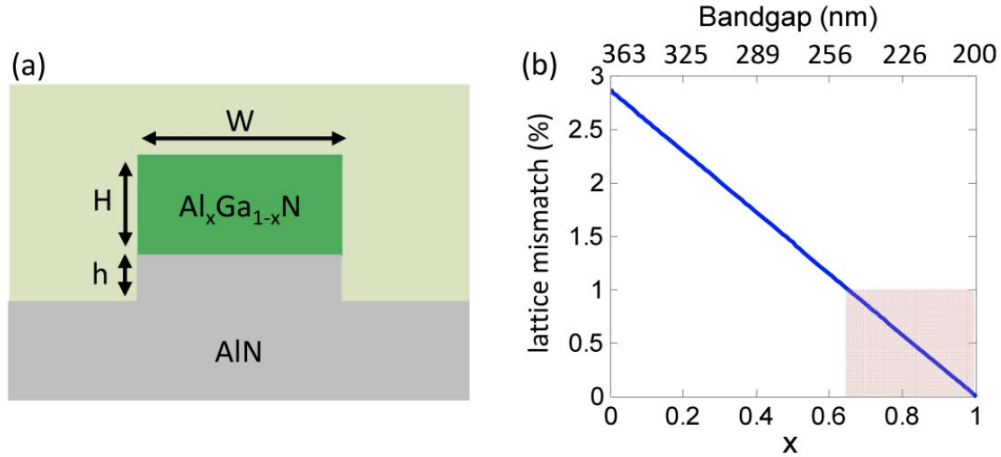 (a)
W
H
AlxGa1-xN
h
AlN
(b)
Bandgap (nm)
363 325 289 256 226 200
lattice mismatch (%)
3
2.5
2
1.5
1
0.5
0
0 0.2 0.4 0.6 0.8 1
x